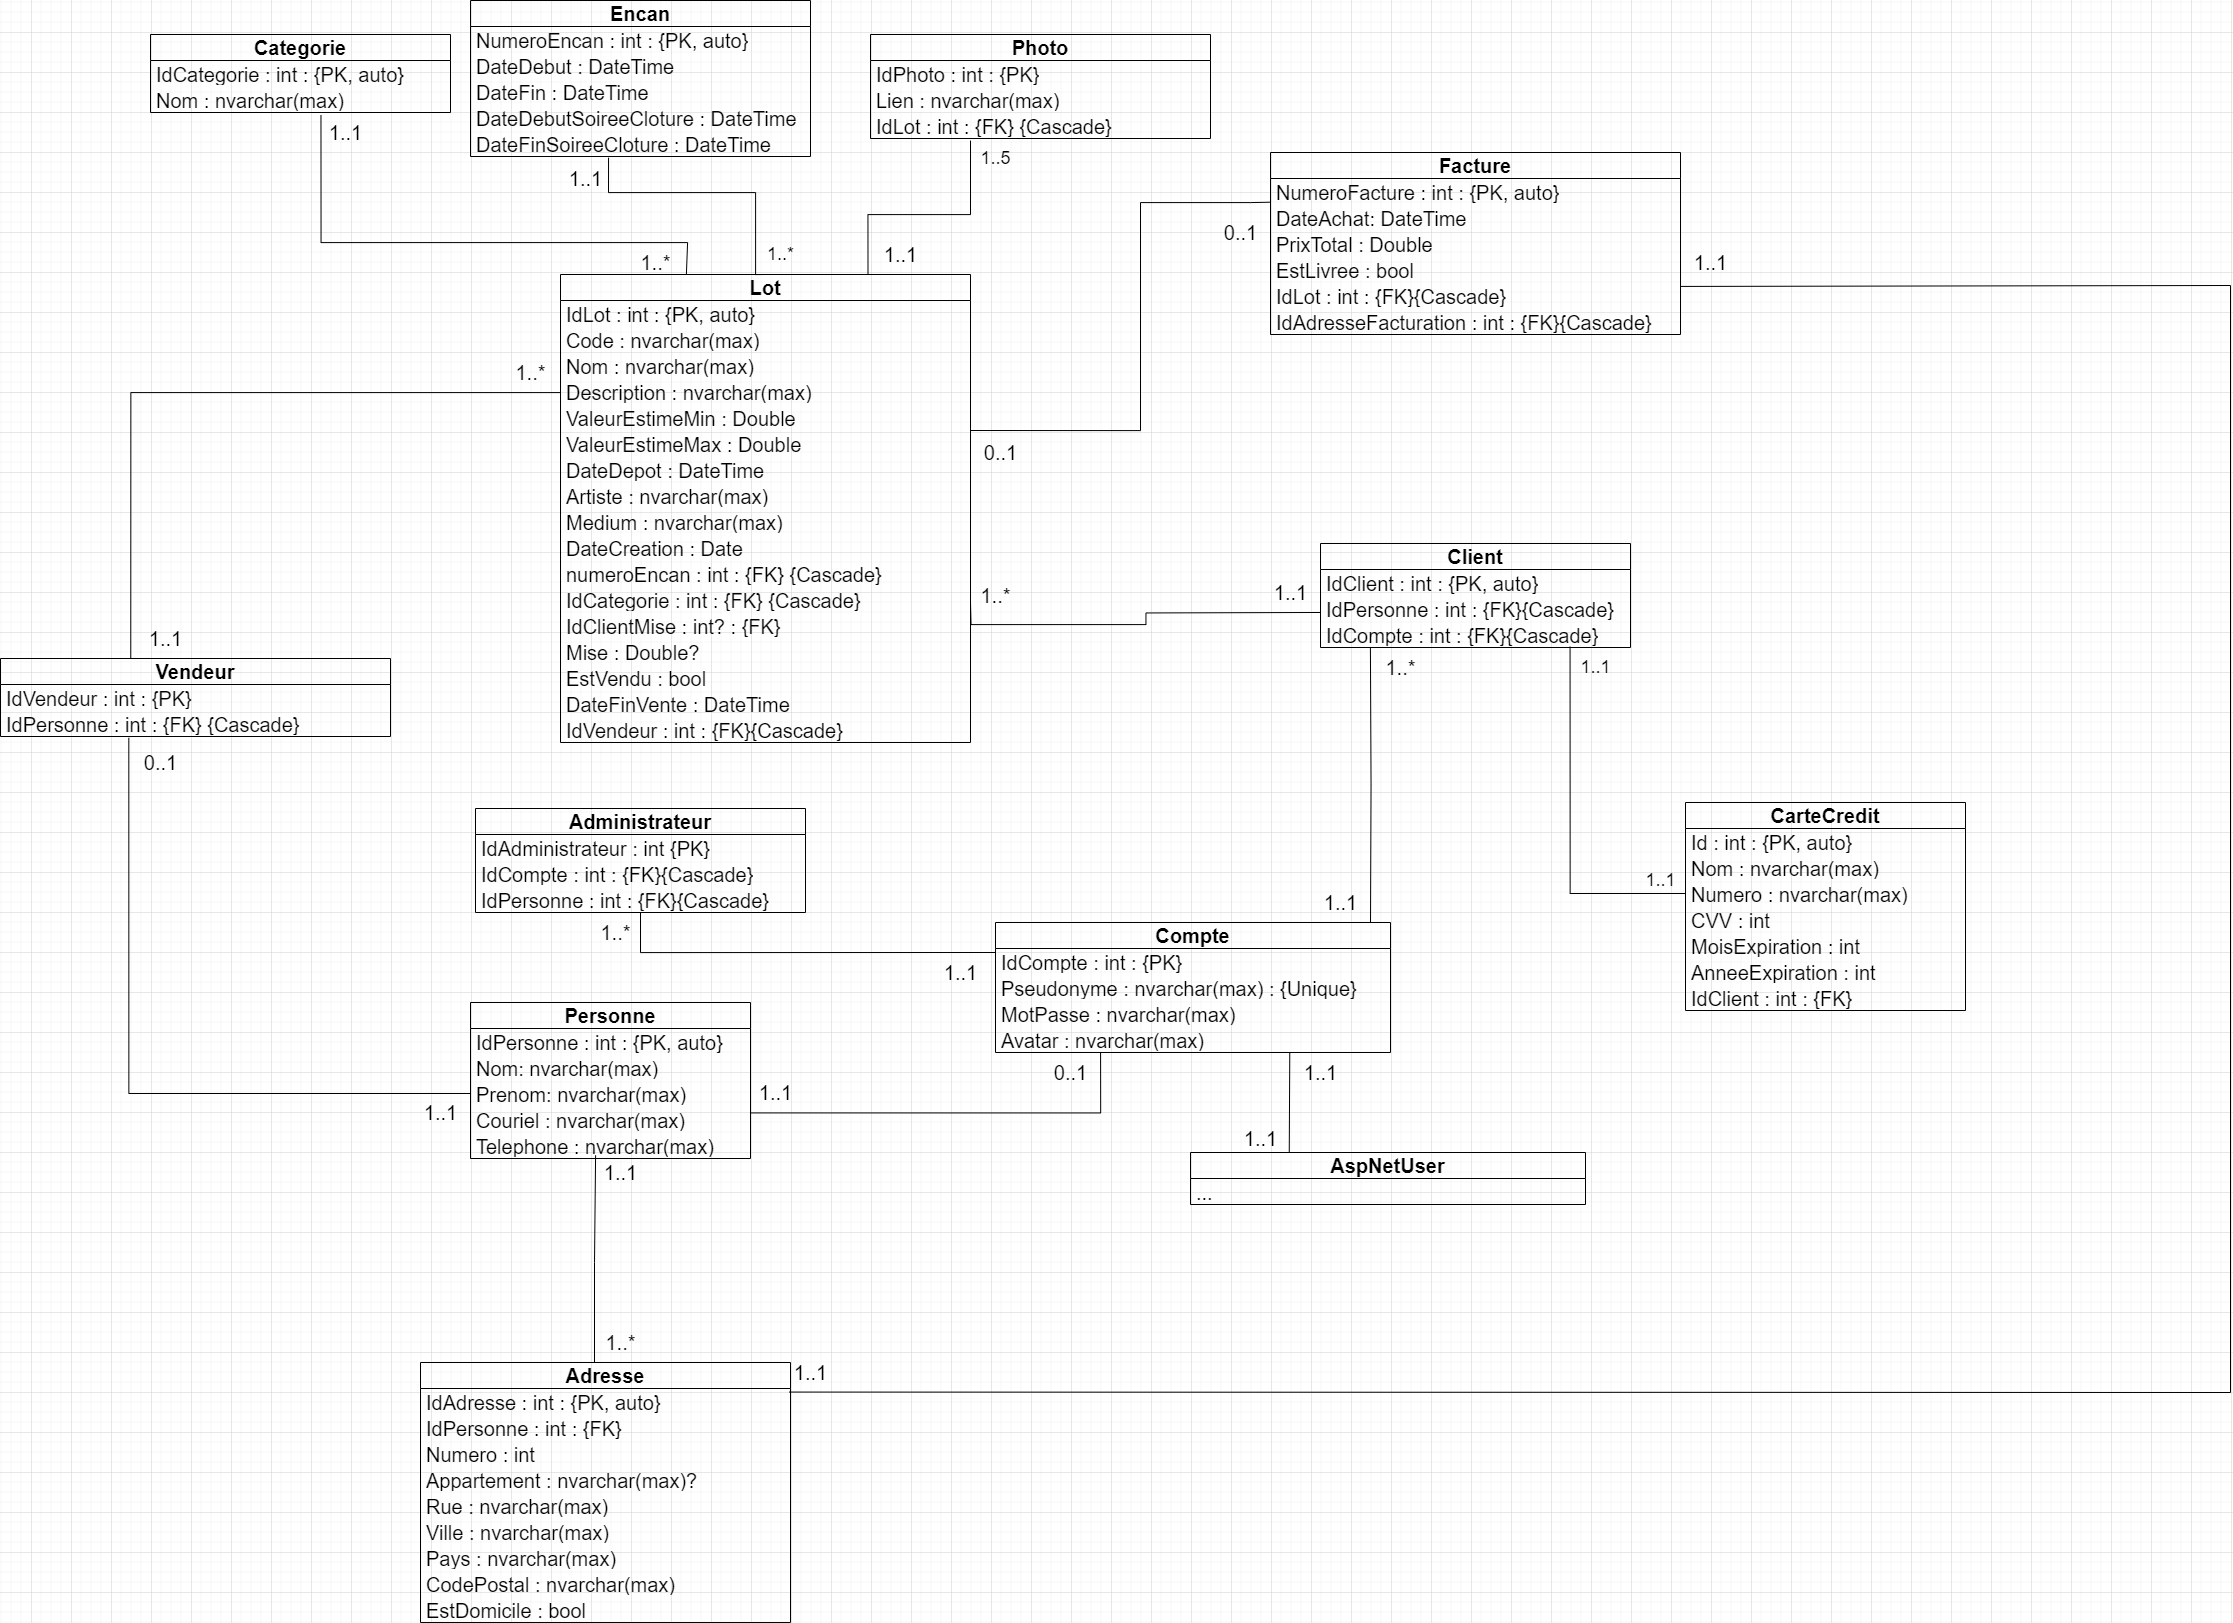 Categorie
IdCategorie : int : {PK, auto}
Nom : nvarchar(max)
1..1
Encan
NumeroEncan : int : {PK, auto}
DateDebut : DateTime
DateFin : DateTime
DateDebutSoireeCloture : DateTime
DateFinSoireeCloture : DateTime
1..1
Photo
IdPhoto : int : {PK}
Lien : nvarchar(max)
IdLot : int : {FK} {Cascade}
1..5
Facture
NumeroFacture : int : {PK, auto}
DateAchat: DateTime
PrixTotal : Double
EstLivree : bool
IdLot : int : {FK}{Cascade}
IdAdresseFacturation : int : {FK}{Cascade}
0..1
1..1
1..*
1..*
1..1
Lot
IdLot : int : {PK, auto}
Code : nvarchar(max)
Nom : nvarchar(max)
Description : nvarchar(max)
ValeurEstimeMin : Double
ValeurEstimeMax : Double
DateDepot : DateTime
Artiste : nvarchar(max)
Medium : nvarchar(max)
DateCreation : Date
numeroEncan : int : {FK} {Cascade}
IdCategorie : int : {FK} {Cascade}
IdClientMise : int? : {FK}
Mise : Double?
EstVendu : bool
DateFinVente : DateTime
IdVendeur : int : {FK}{Cascade}
1..*
0..1
1..*
1..1
Client
IdClient : int : {PK, auto}
IdPersonne : int : {FK}{Cascade}
IdCompte : int : {FK}{Cascade}
1..*
1..1
1..1
Vendeur
IdVendeur : int : {PK}
IdPersonne : int : {FK} {Cascade}
0..1
Administrateur
IdAdministrateur : int {PK}
IdCompte : int : {FK}{Cascade}
IdPersonne : int : {FK}{Cascade}
1..*
CarteCredit
Id : int : {PK, auto}
Nom : nvarchar(max)
Numero : nvarchar(max)
CVV : int
MoisExpiration : int
AnneeExpiration : int
IdClient : int : {FK}
1..1
1..1
1..1
Compte
IdCompte : int : {PK}
Pseudonyme : nvarchar(max) : {Unique}
MotPasse : nvarchar(max)
Avatar : nvarchar(max)
0..1
1..1
Personne
IdPersonne : int : {PK, auto}
Nom: nvarchar(max)
Prenom: nvarchar(max)
Couriel : nvarchar(max)
Telephone : nvarchar(max)
1..1
1..1
1..1
1..1
AspNetUser
...
1..*
1..1
Adresse
IdAdresse : int : {PK, auto}
IdPersonne : int : {FK}
Numero : int
Appartement : nvarchar(max)?
Rue : nvarchar(max)
Ville : nvarchar(max)
Pays : nvarchar(max)
CodePostal : nvarchar(max)
EstDomicile : bool